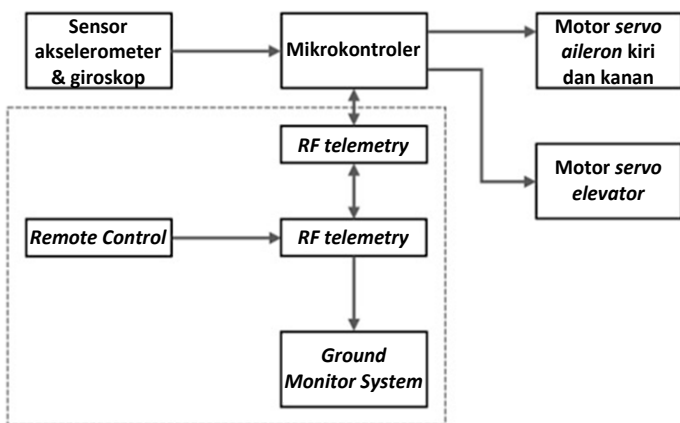 Sensor
akselerometer
& giroskop
Mikrokontroler
Motor servo
aileron kiri
dan kanan
RF telemetry
Motor servo
elevator
Remote Control
RF telemetry
Ground
Monitor System